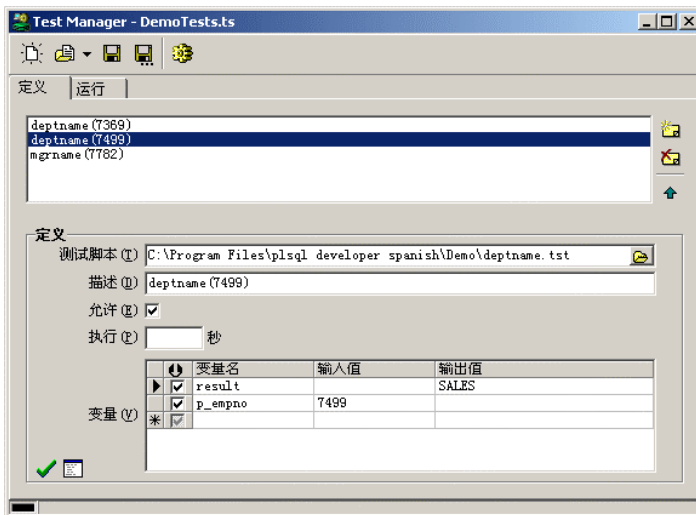 Test Manager - DemoTests.ts
定义 运行
deptname(7369)
deptname(7499)
mgrname(7782)
定义
测试脚本(T) C:\Program Files\plsql developer spanish\Demo\deptname.tst
描述(D) deptname(7499)
允许(E)
执行(P) 秒
变量名 输入值 输出值
result SALES
变量(V)
p_empno 7499